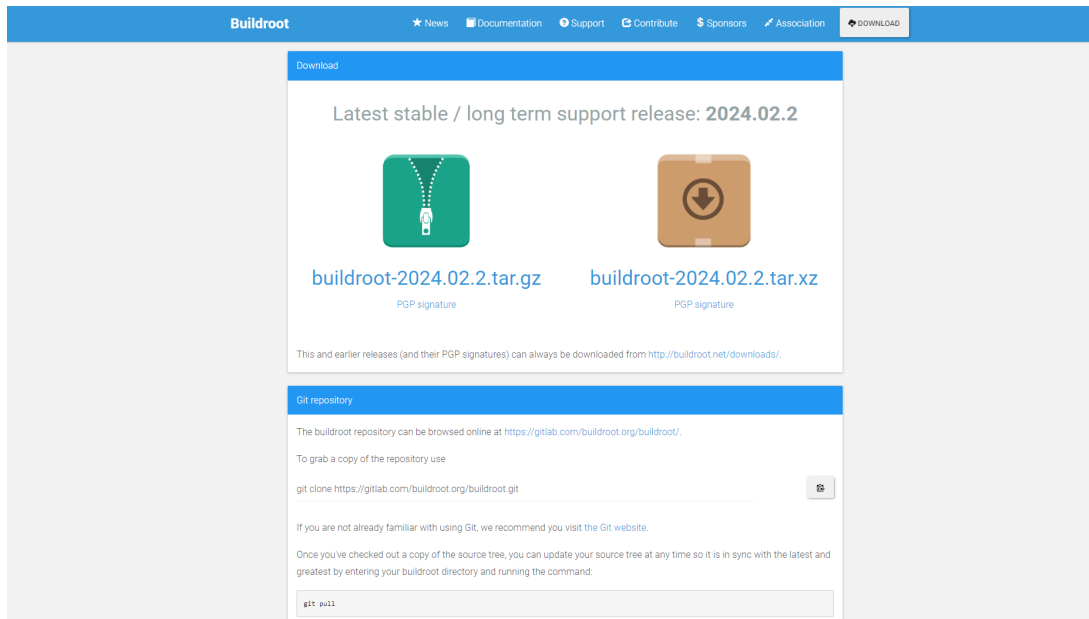 Buildroot News Documentation Support Contribute $ Sponsors Association DOWNLOAD
Download
Latest stable / long term support release: 2024.02.2
buildroot-2024.02.2.tar.gz buildroot-2024.02.2.tar.xz
PGP signature PGP signature
This and earlier releases (and their PGP signatures) can always be downloaded from http://buildroot.net/downloads/.
Git repository
The buildroot repository can be browsed online at https://gitlab.com/buildroot.org/buildroot/.
To grab a copy of the repository use
git clone https://gitlab.com/buildroot.org/buildroot.git
If you are not already familiar with using Git, we recommend you visit the Git website.
Once you've checked out a copy of the source tree, you can update your source tree at any time so it is in sync with the latest and
greatest by entering your buildroot directory and running the command:
git pull